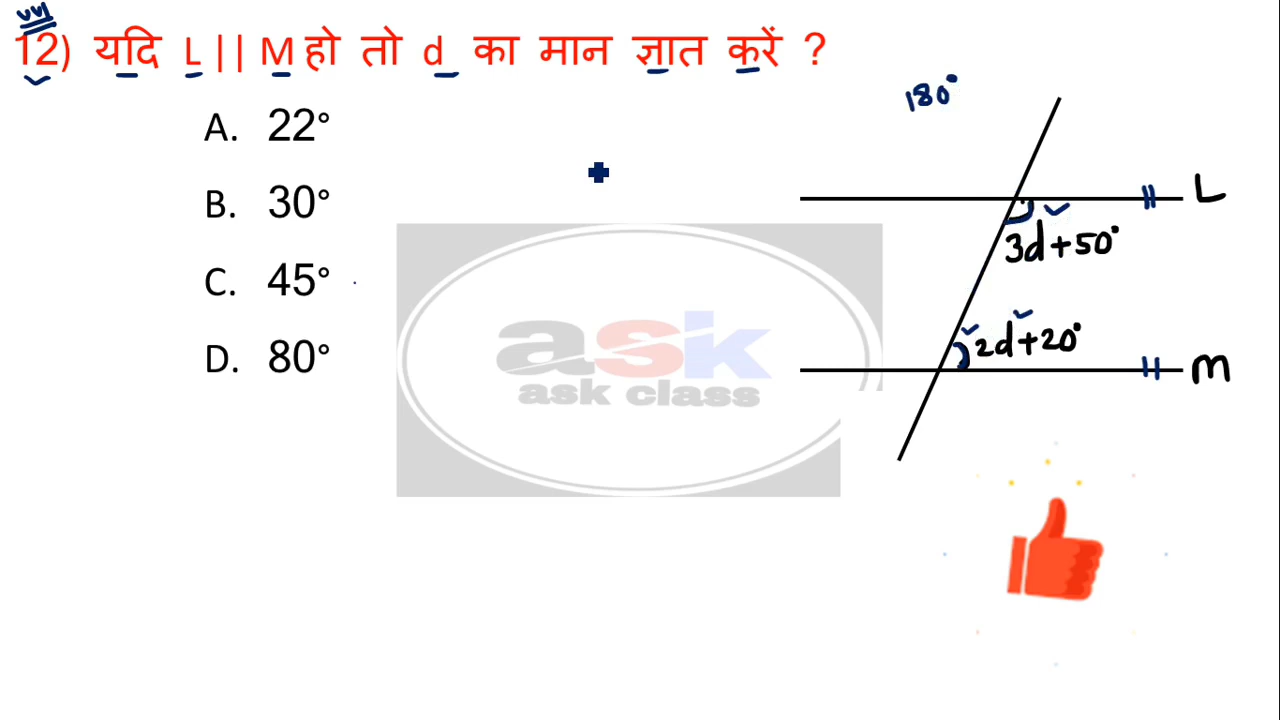 12) यदि L || M हो तो d का मान ज्ञात करें ?
A. 22°
B. 30°
C. 45°
D. 80°
180°
L
3d+50°
2d+20°
m
ask
ask class